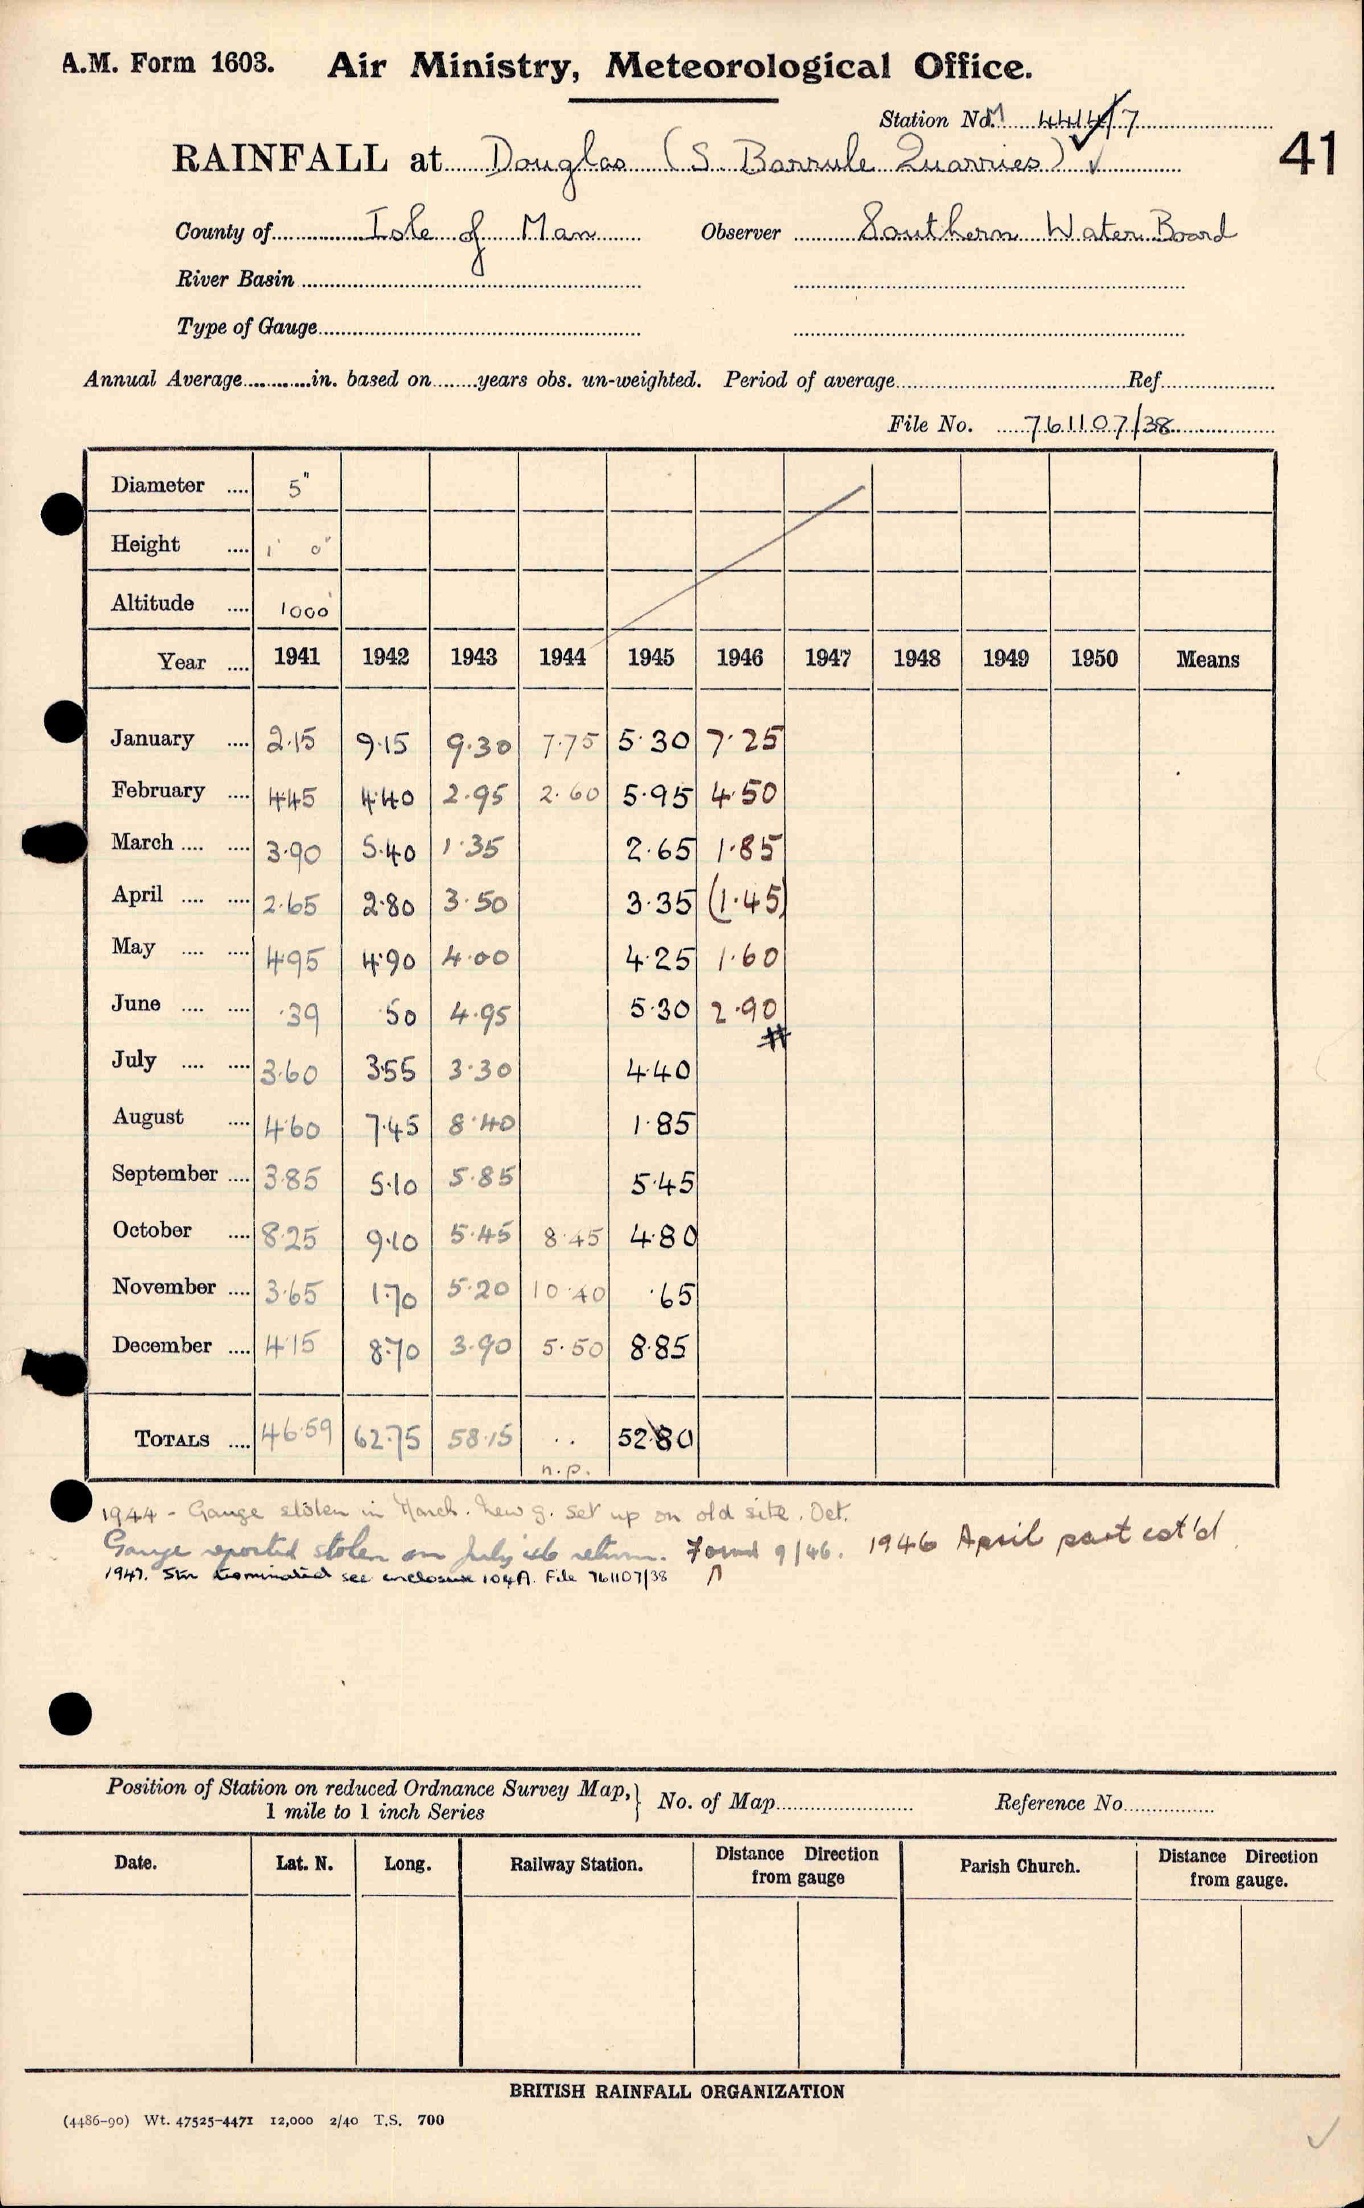 A.M. Form 1603. Air Ministry, Meteorological Office.
Station No. M 4414/7
41
RAINFALL at Douglas (S. Barrule Quarries)
County of Isle of Man Observer Southern Water Board
River Basin
Type of Gauge
Annual Average in. based on years obs. un-weighted. Period of average Ref
File No. 761107/38
Diameter 5"
Height 1' 0"
Altitude 1000'
Year 1941 1942 1943 1944 1945 1946 1947 1948 1949 1950 Means
January 2.15 9.15 9.30 7.75 5.30 7.25
February 4.45 4.40 2.95 2.60 5.95 4.50
March 3.90 5.40 1.35 2.65 1.85
April 2.65 2.80 3.50 3.35 (1.45)
May 4.95 4.90 4.00 4.25 1.60
June .39 .50 4.95 5.30 2.90
#
July 3.60 3.55 3.30 4.40
August 4.60 7.45 8.40 1.85
September 3.85 5.10 5.85 5.45
October 8.25 9.10 5.45 8.45 4.80
November 3.65 1.70 5.20 10.40 .65
December 4.15 8.70 3.90 5.50 8.85
TOTALS 46.59 62.75 58.15 .. 52.80
n.p.
1944 - Gauge stolen in March. New g. set up on old site. Oct.
Gauge reported stolen on July '46 return. Found 9/46. 1946 April part est'd
1947. Stn terminated see enclosure 104A. File 761107/38
Position of Station on reduced Ordnance Survey Map, 1 mile to 1 inch Series } No. of Map Reference No.
Date. Lat. N. Long. Railway Station. Distance Direction from gauge Parish Church. Distance Direction from gauge.
BRITISH RAINFALL ORGANIZATION
(4486-90) Wt. 47525-4471 12,000 2/40 T.S. 700